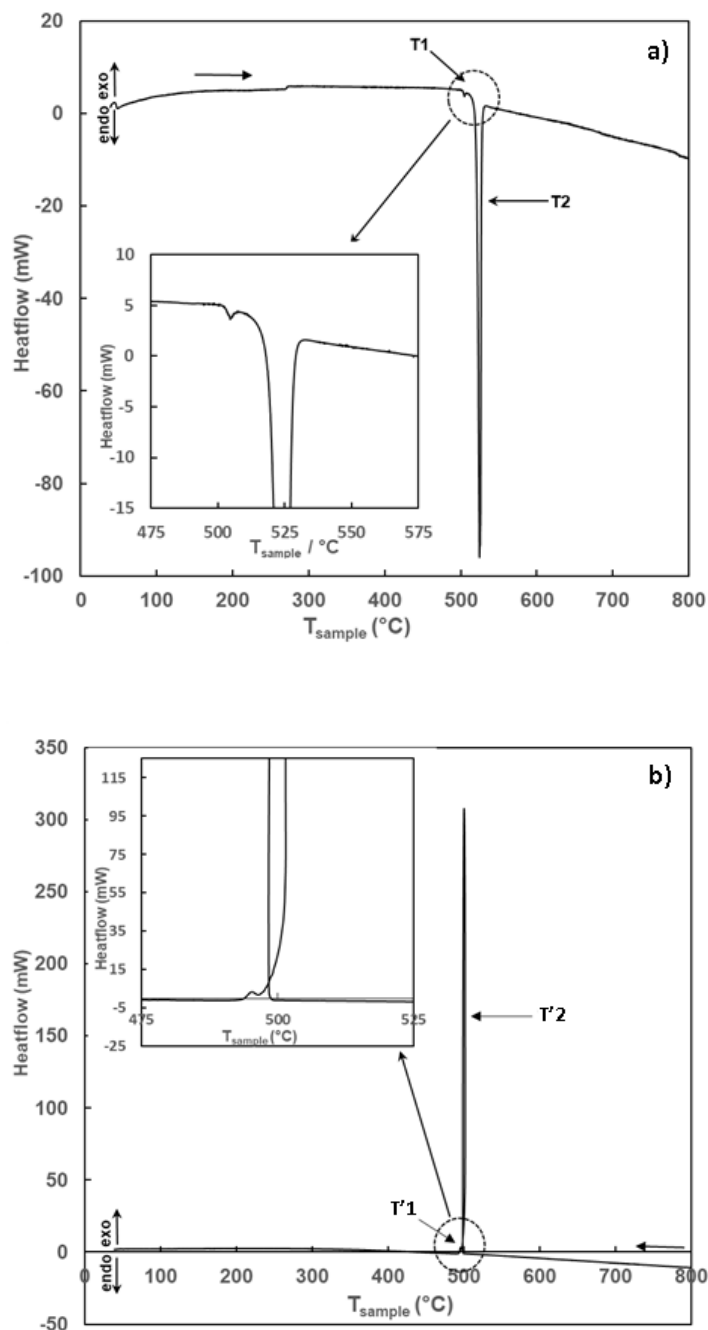 a)
20
0
-20
-40
-60
-80
-100
Heatflow (mW)
endo exo
T1
T2
10
5
0
-5
-10
-15
Heatflow (mW)
475 500 525 550 575
Tsample / °C
0 100 200 300 400 500 600 700 800
Tsample (°C)
b)
350
300
250
200
150
100
50
0
-50
Heatflow (mW)
endo exo
115
95
75
55
35
15
-5
-25
Heatflow (mW)
475 500 525
Tsample (°C)
T'2
T'1
0 100 200 300 400 500 600 700 800
Tsample (°C)